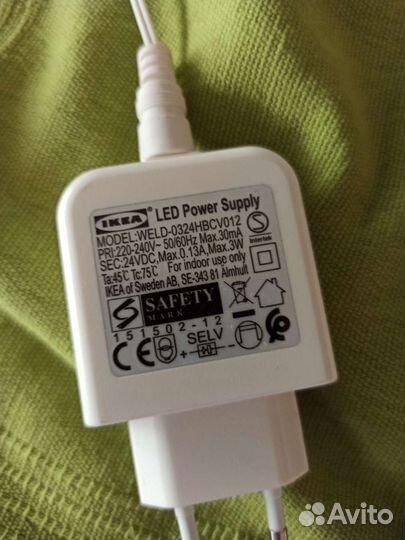 IKEA LED Power Supply
MODEL:WELD-0324HBCV012
PRI:220-240V~ 50/60Hz Max.30mA
SEC:24VDC,Max.0.13A,Max.3W
Ta:45℃ Tc:75℃ For indoor use only
IKEA of Sweden AB, SE-343 81 Älmhult
S
Intertek
S SAFETY
MARK
151502-12
CE SELV
Avito